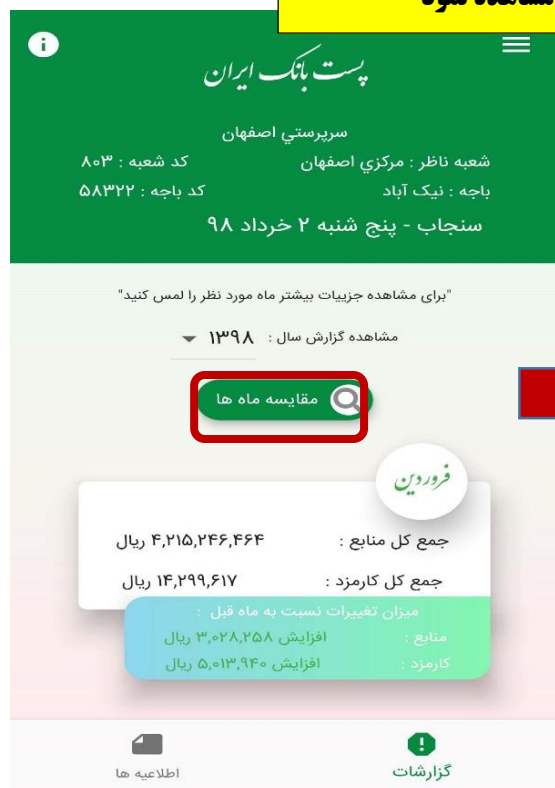 مشاهده شود
پست بانک ایران
سرپرستي اصفهان
شعبه ناظر : مرکزي اصفهان کد شعبه : ۸۰۳
باجه : نیک آباد کد باجه : ۵۸۳۲۲
سنجاب - پنج شنبه ۲ خرداد ۹۸
"برای مشاهده جزییات بیشتر ماه مورد نظر را لمس کنید"
مشاهده گزارش سال : ۱۳۹۸
مقایسه ماه ها
فروردین
جمع کل منابع : ۴,۲۱۵,۲۴۶,۴۶۴ ریال
جمع کل کارمزد : ۱۴,۲۹۹,۶۱۷ ریال
میزان تغییرات نسبت به ماه قبل :
منابع : افزایش ۳,۰۲۸,۲۵۸ ریال
کارمزد : افزایش ۵,۰۱۳,۹۴۰ ریال
گزارشات
اطلاعیه ها